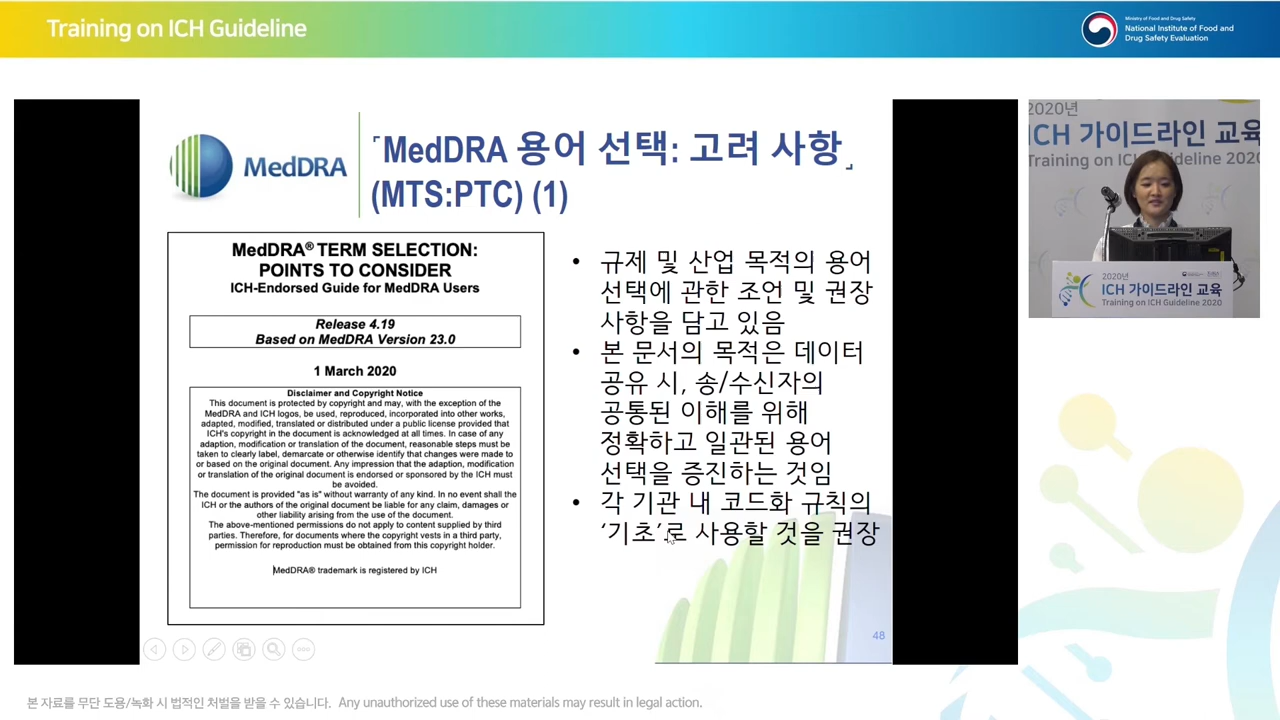 Training on ICH Guideline
Ministry of Food and Drug Safety
National Institute of Food and
Drug Safety Evaluation
MedDRA
「MedDRA 용어 선택: 고려 사항」
(MTS:PTC) (1)
MedDRA® TERM SELECTION:
POINTS TO CONSIDER
ICH-Endorsed Guide for MedDRA Users
Release 4.19
Based on MedDRA Version 23.0
1 March 2020
Disclaimer and Copyright Notice
This document is protected by copyright and may, with the exception of the
MedDRA and ICH logos, be used, reproduced, incorporated into other works,
adapted, modified, translated or distributed under a public license provided that
ICH's copyright in the document is acknowledged at all times. In case of any
adaption, modification or translation of the document, reasonable steps must be
taken to clearly label, demarcate or otherwise identify that changes were made to
or based on the original document. Any impression that the adaption, modification
or translation of the original document is endorsed or sponsored by the ICH must
be avoided.
The document is provided "as is" without warranty of any kind. In no event shall the
ICH or the authors of the original document be liable for any claim, damages or
other liability arising from the use of the document.
The above-mentioned permissions do not apply to content supplied by third
parties. Therefore, for documents where the copyright vests in a third party,
permission for reproduction must be obtained from this copyright holder.
MedDRA® trademark is registered by ICH
• 규제 및 산업 목적의 용어
선택에 관한 조언 및 권장
사항을 담고 있음
• 본 문서의 목적은 데이터
공유 시, 송/수신자의
공통된 이해를 위해
정확하고 일관된 용어
선택을 증진하는 것임
• 각 기관 내 코드화 규칙의
‘기초’로 사용할 것을 권장
48
2020년
ICH 가이드라인 교육
Training on ICH Guideline 2020
2020년
ICH 가이드라인 교육
Training on ICH Guideline 2020
본 자료를 무단 도용/녹화 시 법적인 처벌을 받을 수 있습니다. Any unauthorized use of these materials may result in legal action.